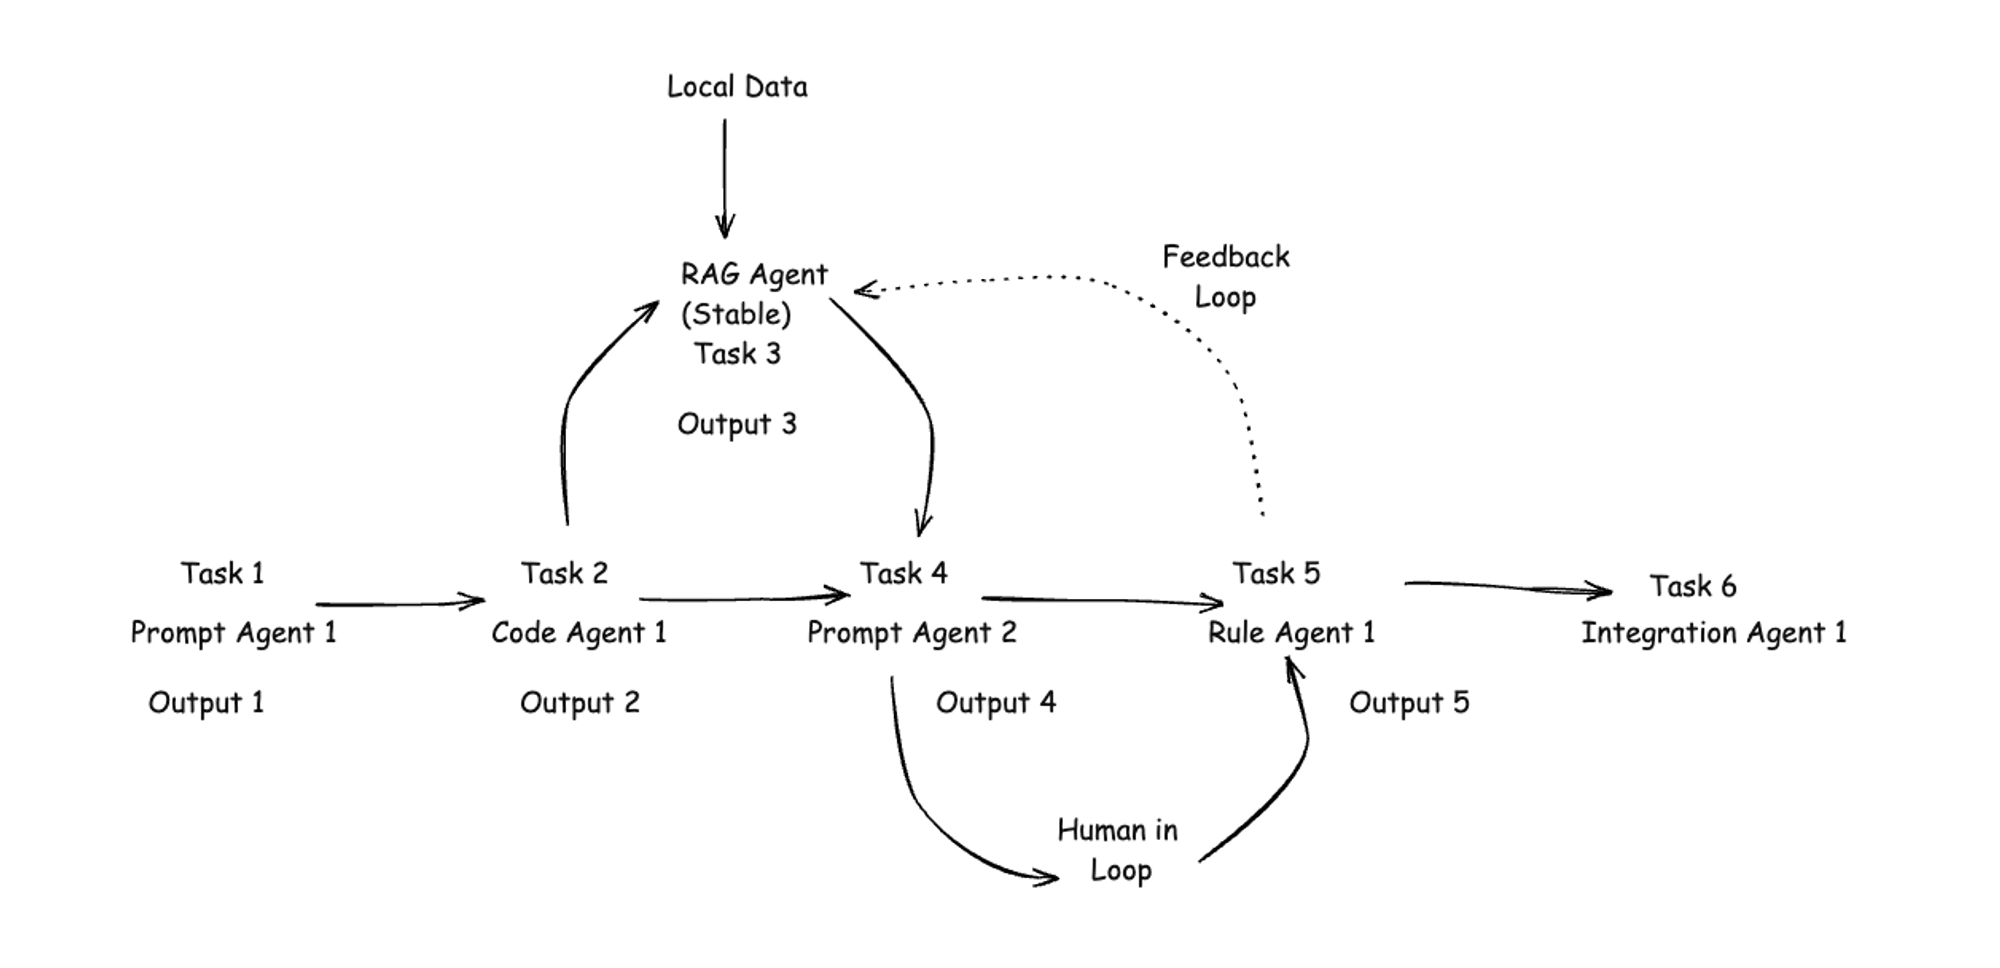 Local Data
RAG Agent
(Stable)
Task 3
Output 3
Feedback
Loop
Task 1
Prompt Agent 1
Output 1
Task 2
Code Agent 1
Output 2
Task 4
Prompt Agent 2
Output 4
Task 5
Rule Agent 1
Output 5
Task 6
Integration Agent 1
Human in
Loop